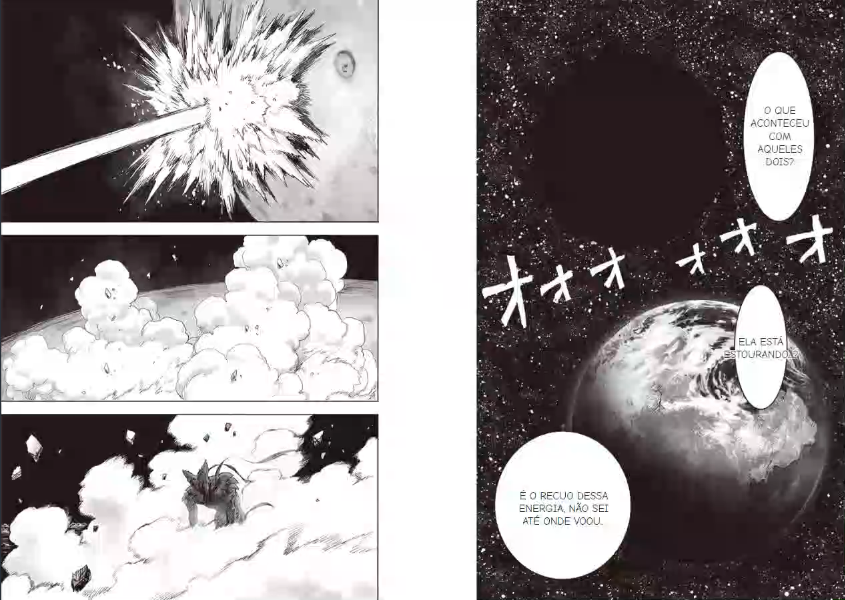 O QUE
ACONTECEU
COM
AQUELES
DOIS?
オオオオオオ
ELA ESTÁ
ESTOURANDO?
É O RECUO DESSA
ENERGIA, NÃO SEI
ATÉ ONDE VOOU.